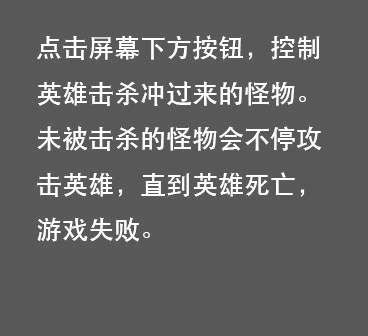 点击屏幕下方按钮，控制
英雄击杀冲过来的怪物。
未被击杀的怪物会不停攻
击英雄，直到英雄死亡，
游戏失败。